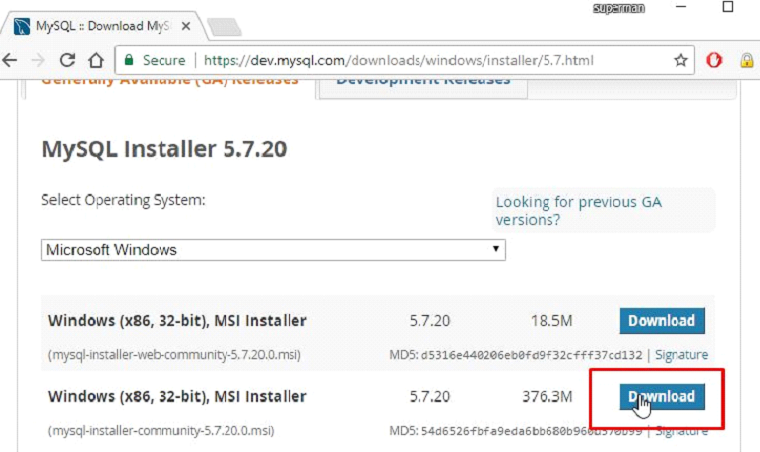 superman
MySQL :: Download MyS
Secure | https://dev.mysql.com/downloads/windows/installer/5.7.html
Generally Available (GA) Releases Development Releases
MySQL Installer 5.7.20
Select Operating System:
Looking for previous GA
versions?
Microsoft Windows
Windows (x86, 32-bit), MSI Installer 5.7.20 18.5M Download
(mysql-installer-web-community-5.7.20.0.msi) MD5: d5316e440206eb0fd9f32cfff37cd132 | Signature
Windows (x86, 32-bit), MSI Installer 5.7.20 376.3M Download
(mysql-installer-community-5.7.20.0.msi) MD5: | Signature